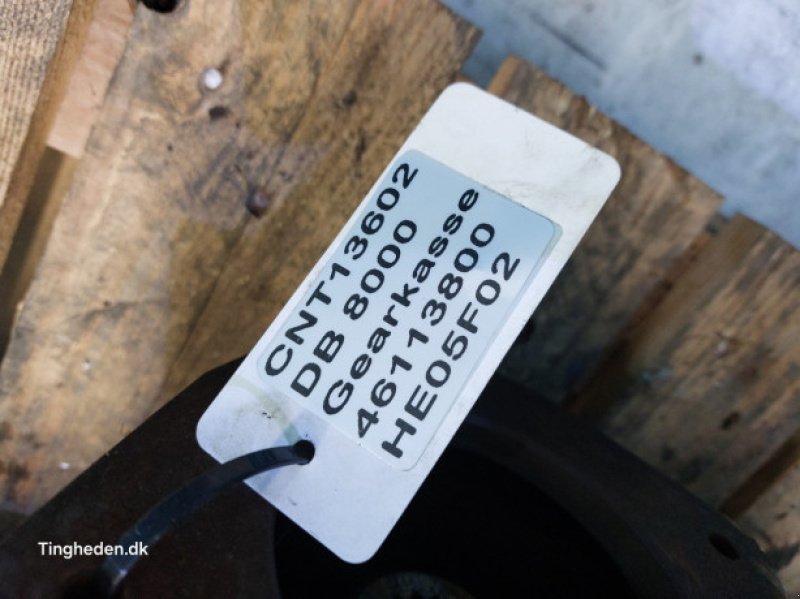 CNT13602
DB 8000
Gearkasse
46113800
HE05F02
Tingheden.dk